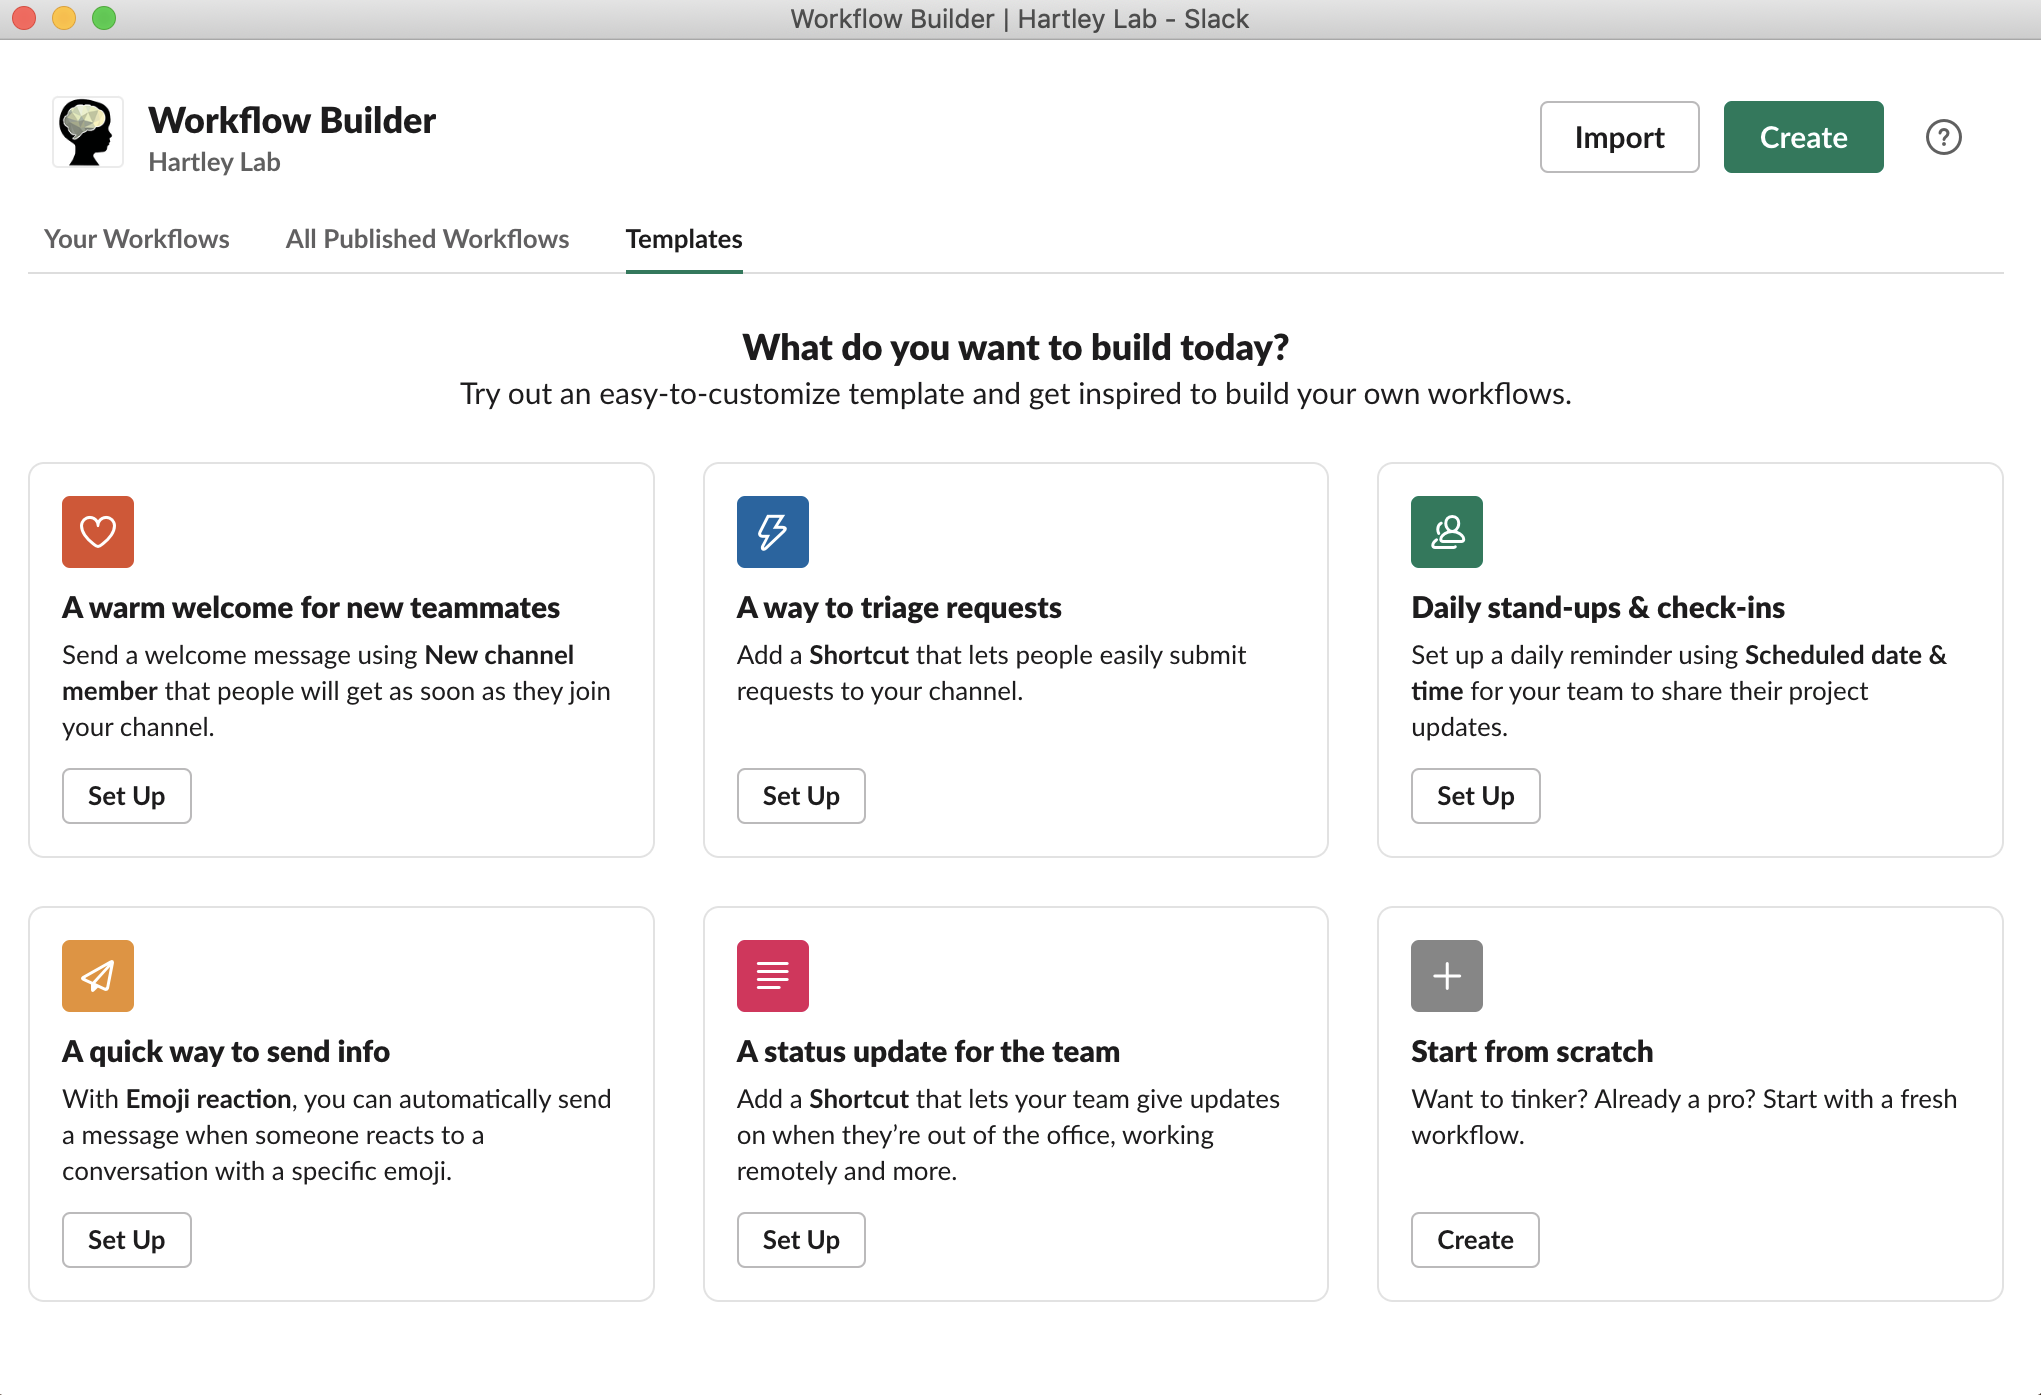 Workflow Builder | Hartley Lab - Slack
Workflow Builder
Hartley Lab
Import
Create
?
Your Workflows
All Published Workflows
Templates
What do you want to build today?
Try out an easy-to-customize template and get inspired to build your own workflows.
A warm welcome for new teammates
Send a welcome message using New channel
member that people will get as soon as they join
your channel.
Set Up
A way to triage requests
Add a Shortcut that lets people easily submit
requests to your channel.
Set Up
Daily stand-ups & check-ins
Set up a daily reminder using Scheduled date &
time for your team to share their project
updates.
Set Up
A quick way to send info
With Emoji reaction, you can automatically send
a message when someone reacts to a
conversation with a specific emoji.
Set Up
A status update for the team
Add a Shortcut that lets your team give updates
on when they’re out of the office, working
remotely and more.
Set Up
Start from scratch
Want to tinker? Already a pro? Start with a fresh
workflow.
Create